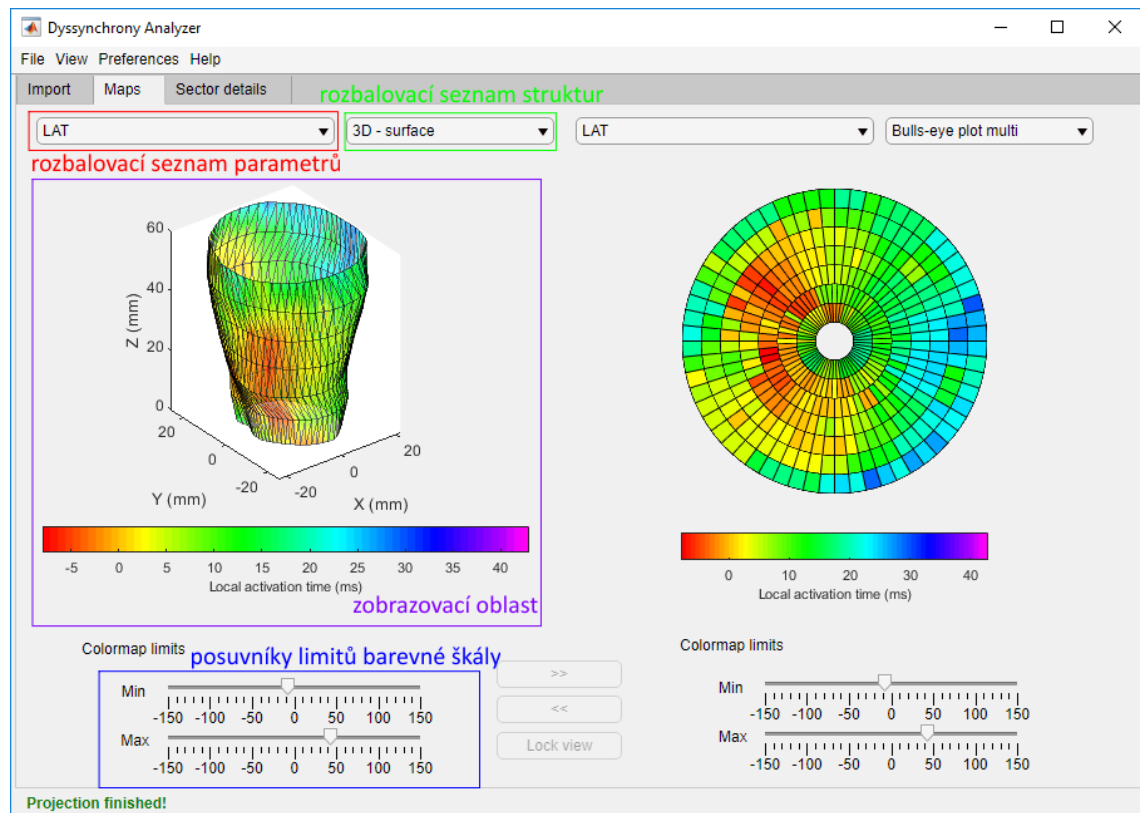 Dyssynchrony Analyzer
File View Preferences Help
Import Maps Sector details
rozbalovací seznam struktur
LAT 3D - surface LAT Bulls-eye plot multi
rozbalovací seznam parametrů
60
40
20
0
Z (mm)
20
0
-20
Y (mm)
-20
0
20
X (mm)
-5 0 5 10 15 20 25 30 35 40
Local activation time (ms)
zobrazovací oblast
0 10 20 30 40
Local activation time (ms)
Colormap limits
posuvníky limitů barevné škály
Min
-150 -100 -50 0 50 100 150
Max
-150 -100 -50 0 50 100 150
>>
<<
Lock view
Colormap limits
Min
-150 -100 -50 0 50 100 150
Max
-150 -100 -50 0 50 100 150
Projection finished!